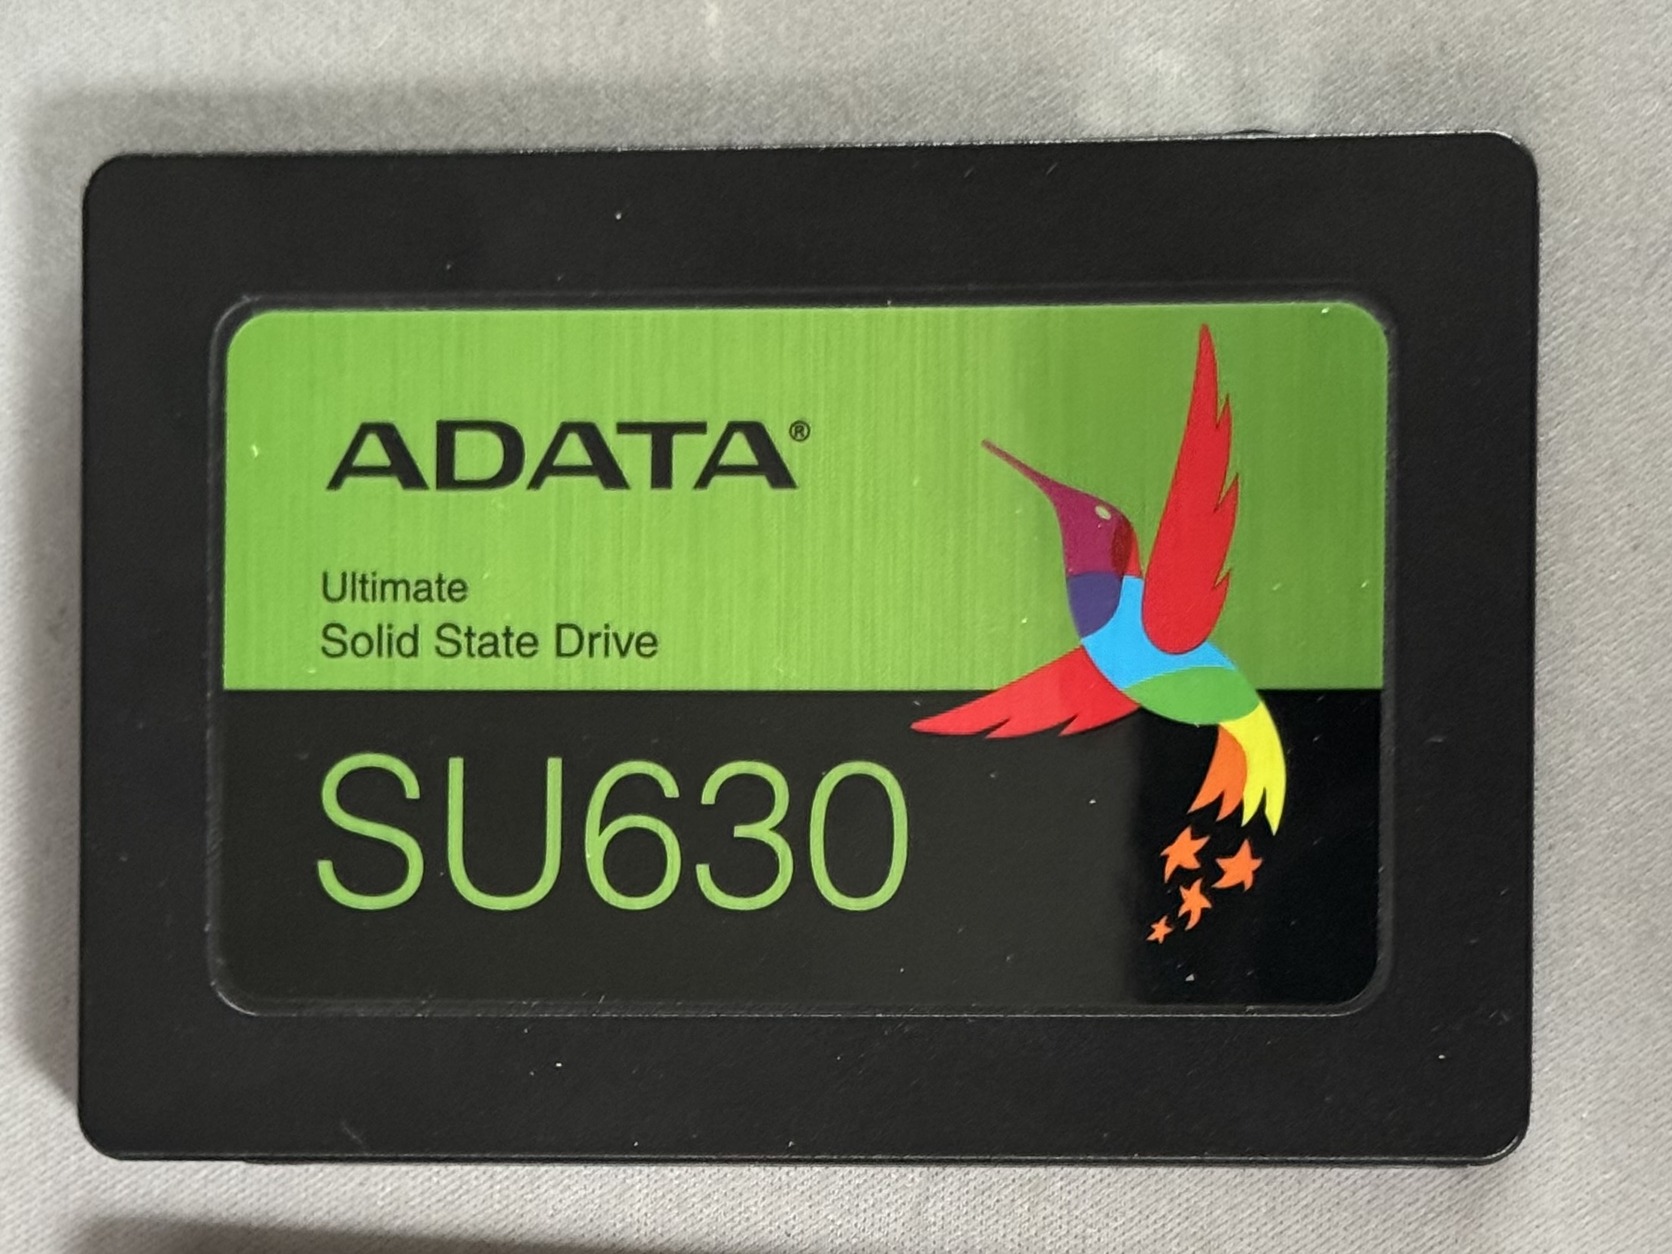 ADATA®
Ultimate
Solid State Drive
SU630